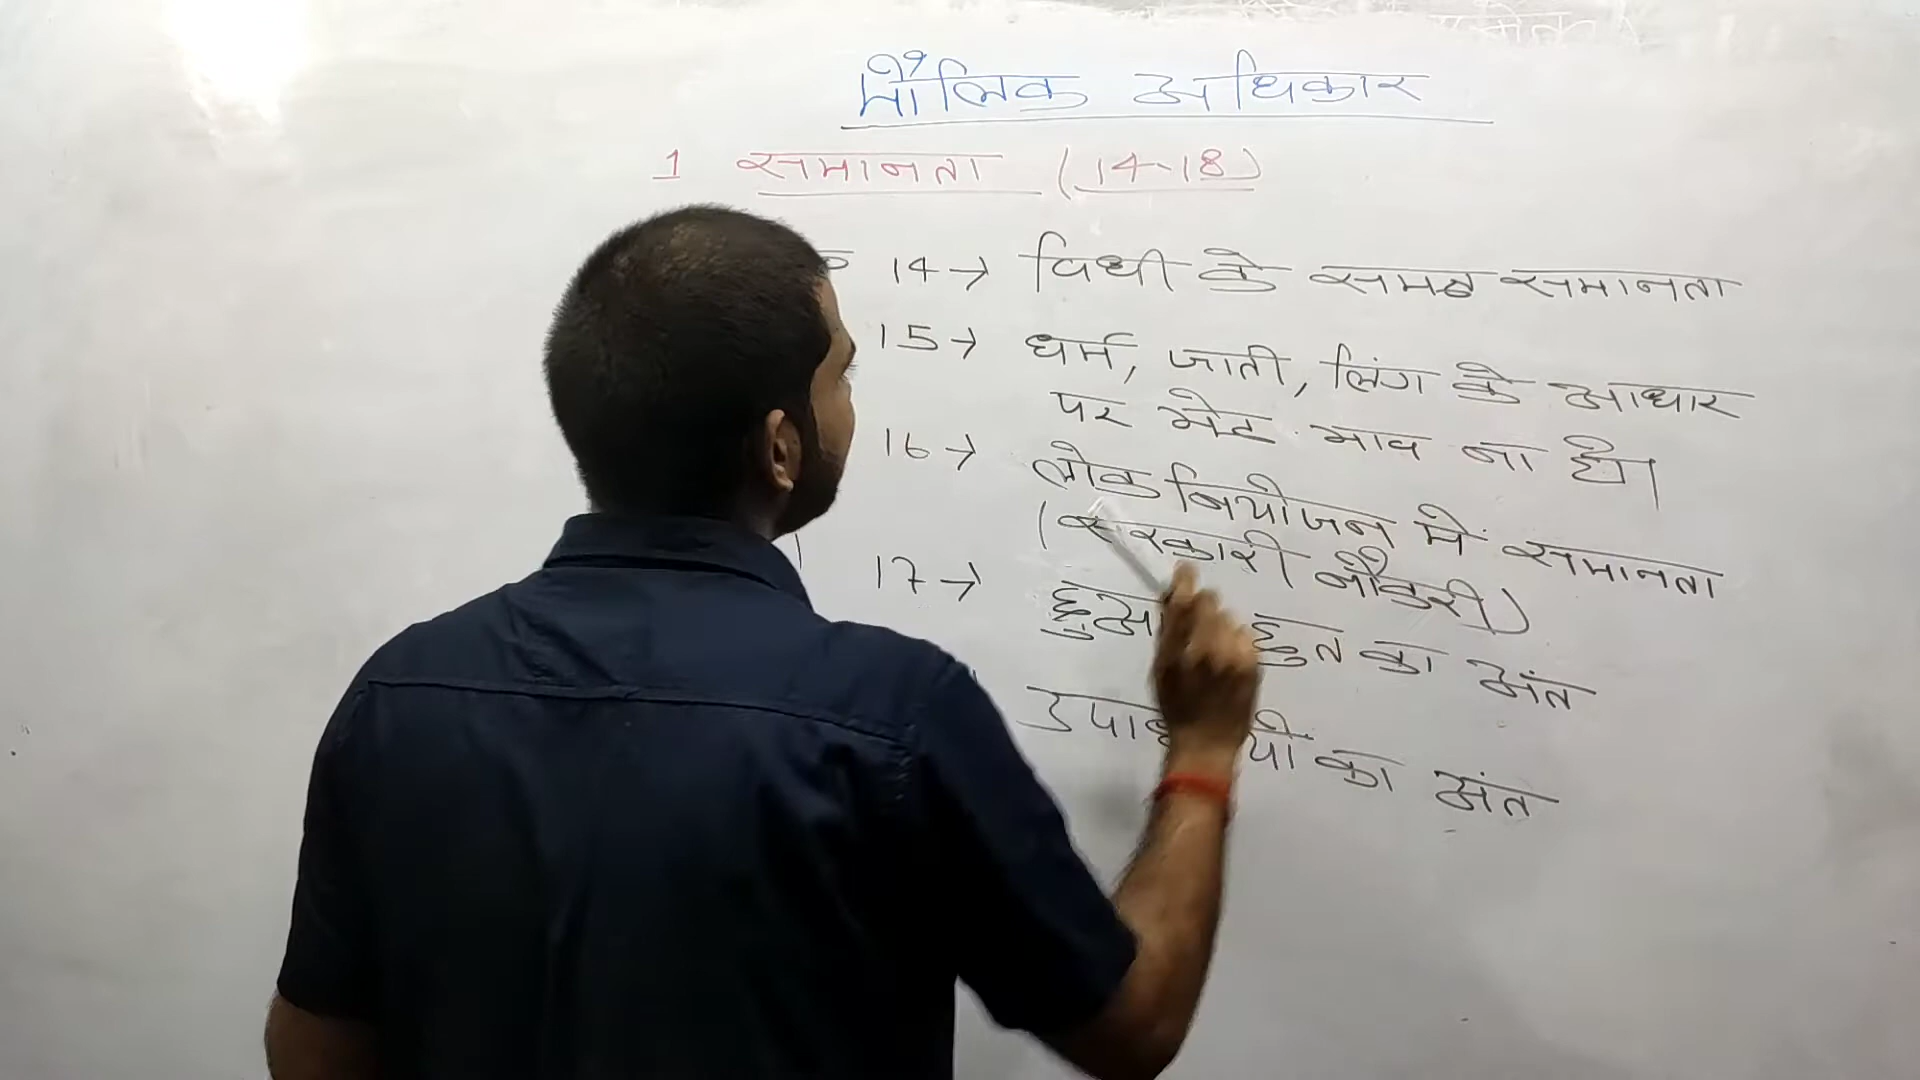 मौलिक अधिकार
1 समानता (14-18)
14→ विधी के समक्ष समानता
15→ धर्म, जाती, लिंग के आधार
पर भेद भाव ना हो।
16→ लोक नियोजन में समानता
(सरकारी नौकरी)
17→ छुआ छुत का अंत
का अंत